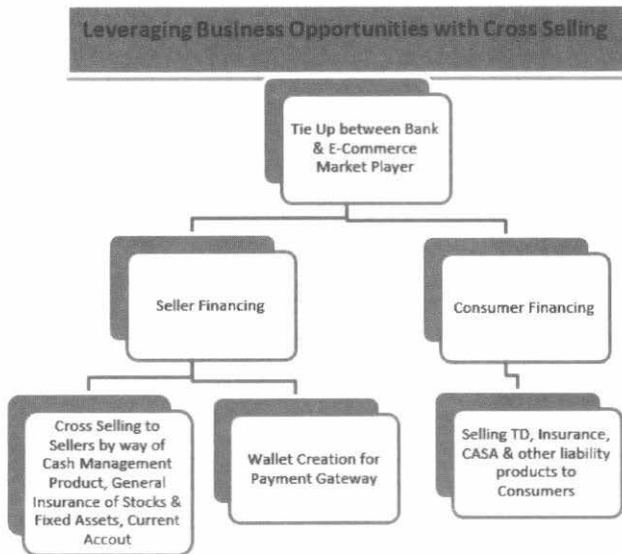 Leveraging Business Opportunities with Cross Selling
Tie Up between Bank
& E-Commerce
Market Player
Seller Financing
Consumer Financing
Cross Selling to
Sellers by way of
Cash Management
Product, General
Insurance of Stocks &
Fixed Assets, Current
Accout
Wallet Creation for
Payment Gateway
Selling TD, Insurance,
CASA & other liability
products to
Consumers